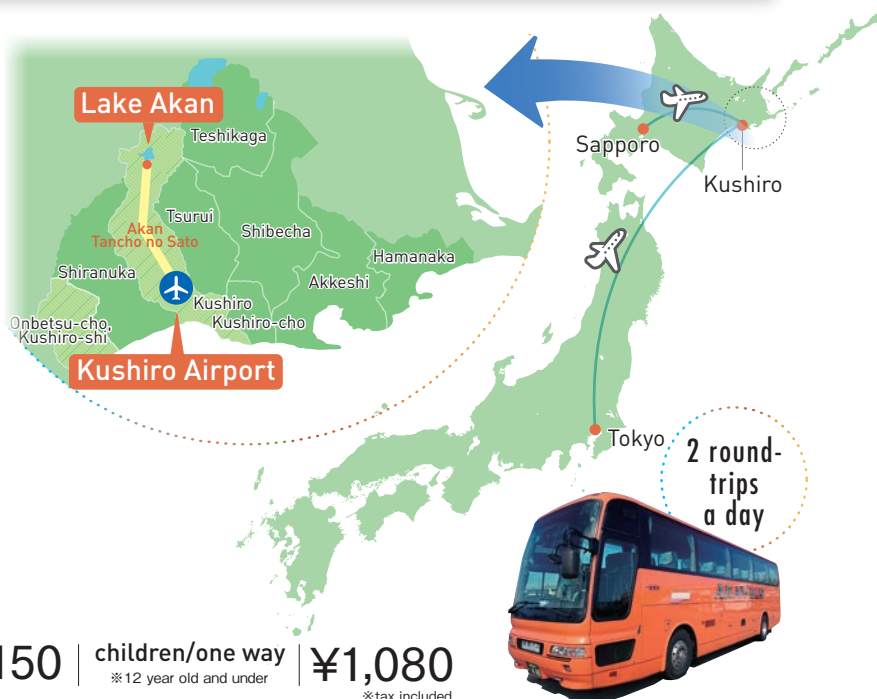 Lake Akan
Teshikaga
Sapporo
Kushiro
Tsurui
Akan
Tancho no Sato
Shibecha
Hamanaka
Shiranuka
Akkeshi
Kushiro
Kushiro-cho
Onbetsu-cho,
Kushiro-shi
Kushiro Airport
Tokyo
2 round-
trips
a day
150
children/one way
※12 year old and under
¥1,080
※tax included